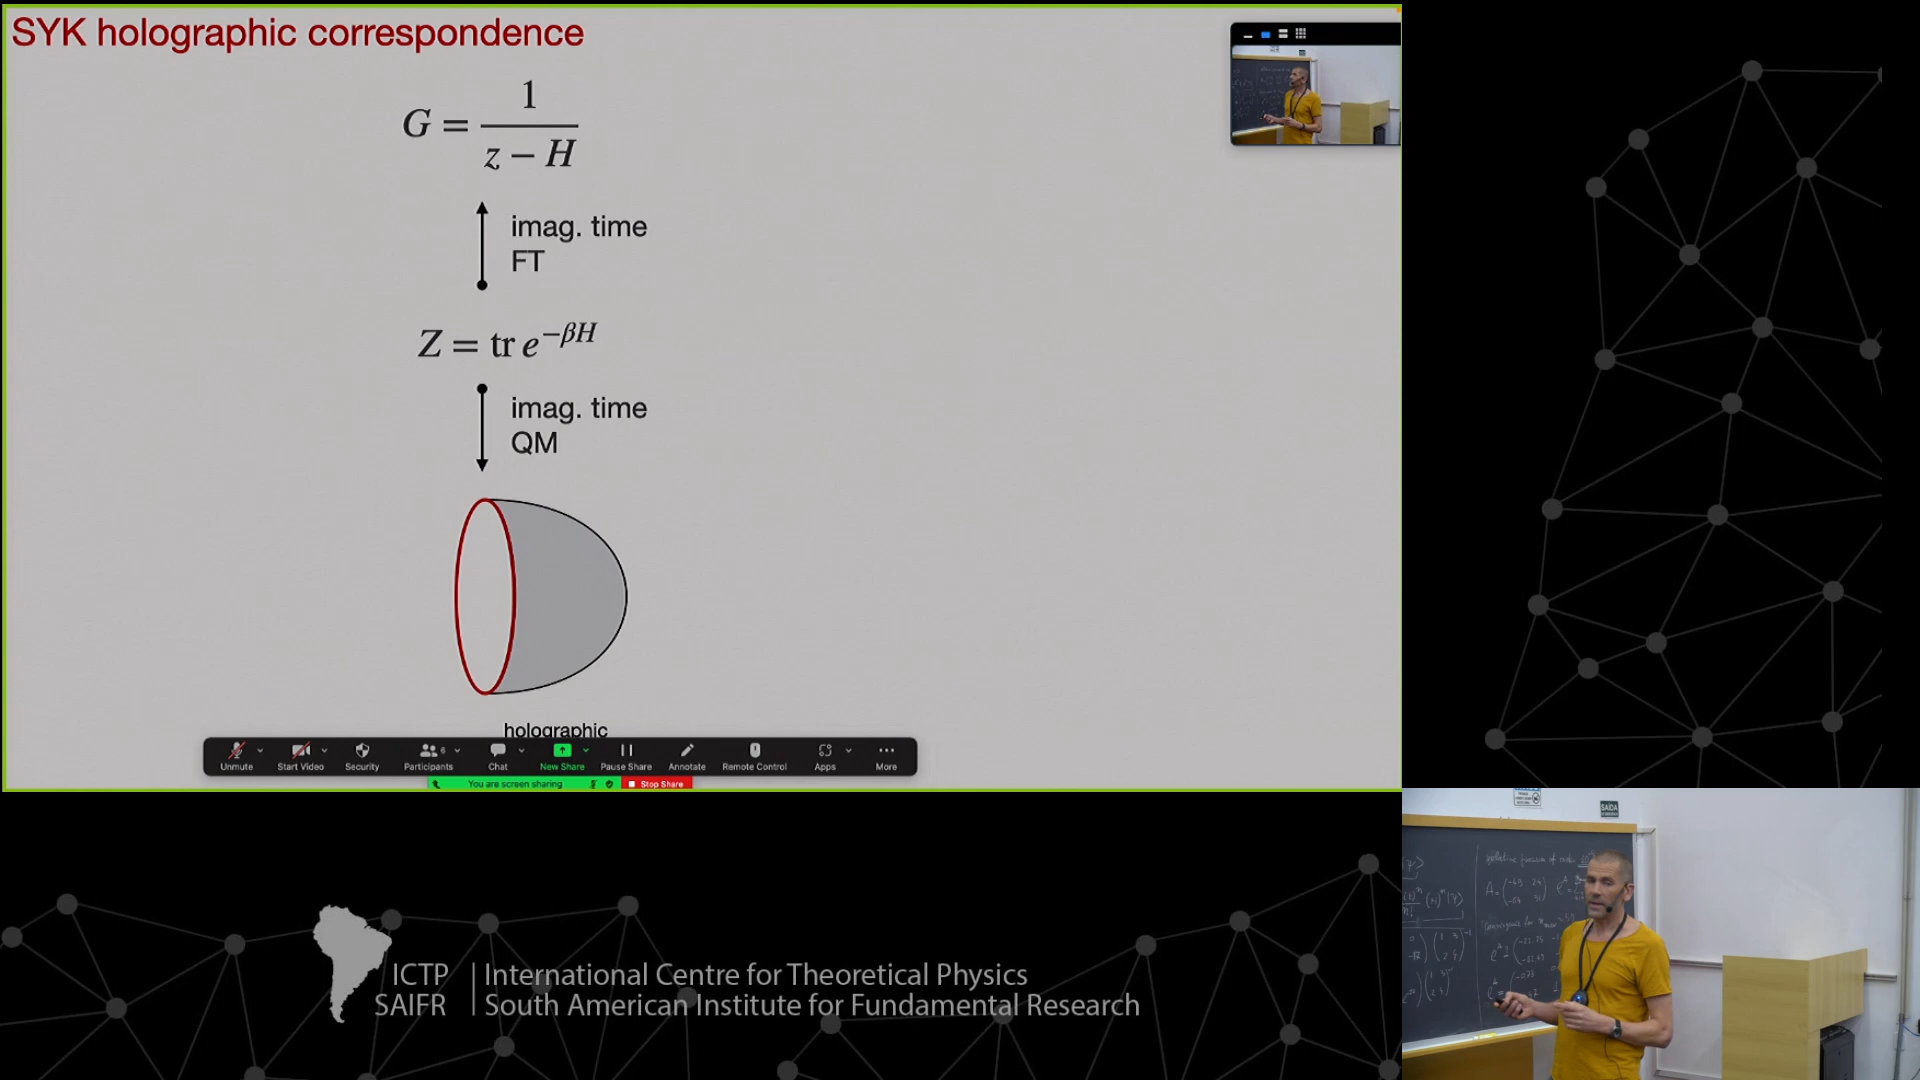 SYK holographic correspondence
G = 1 / (z − H)
imag. time
FT
Z = tr e^{−βH}
imag. time
QM
holographic
Unmute
Start Video
Security
6
Participants
Chat
New Share
Pause Share
Annotate
Remote Control
Apps
More
You are screen sharing
Stop Share
SAÍDA
ICTP | International Centre for Theoretical Physics
SAIFR | South American Institute for Fundamental Research